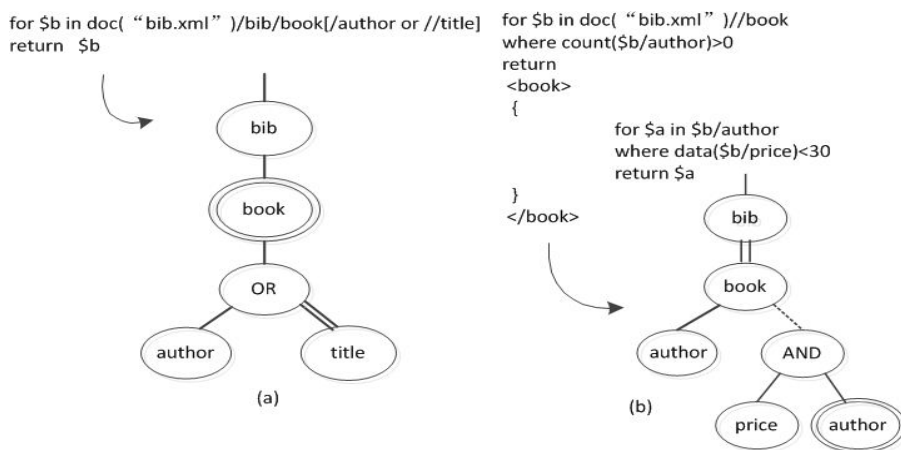 for $b in doc( “bib.xml”)/bib/book[/author or //title]
return $b
bib
book
OR
author
title
(a)
for $b in doc( “bib.xml”)//book
where count($b/author)>0
return
<book>
{
for $a in $b/author
where data($b/price)<30
return $a
}
</book>
bib
book
author
AND
price
author
(b)